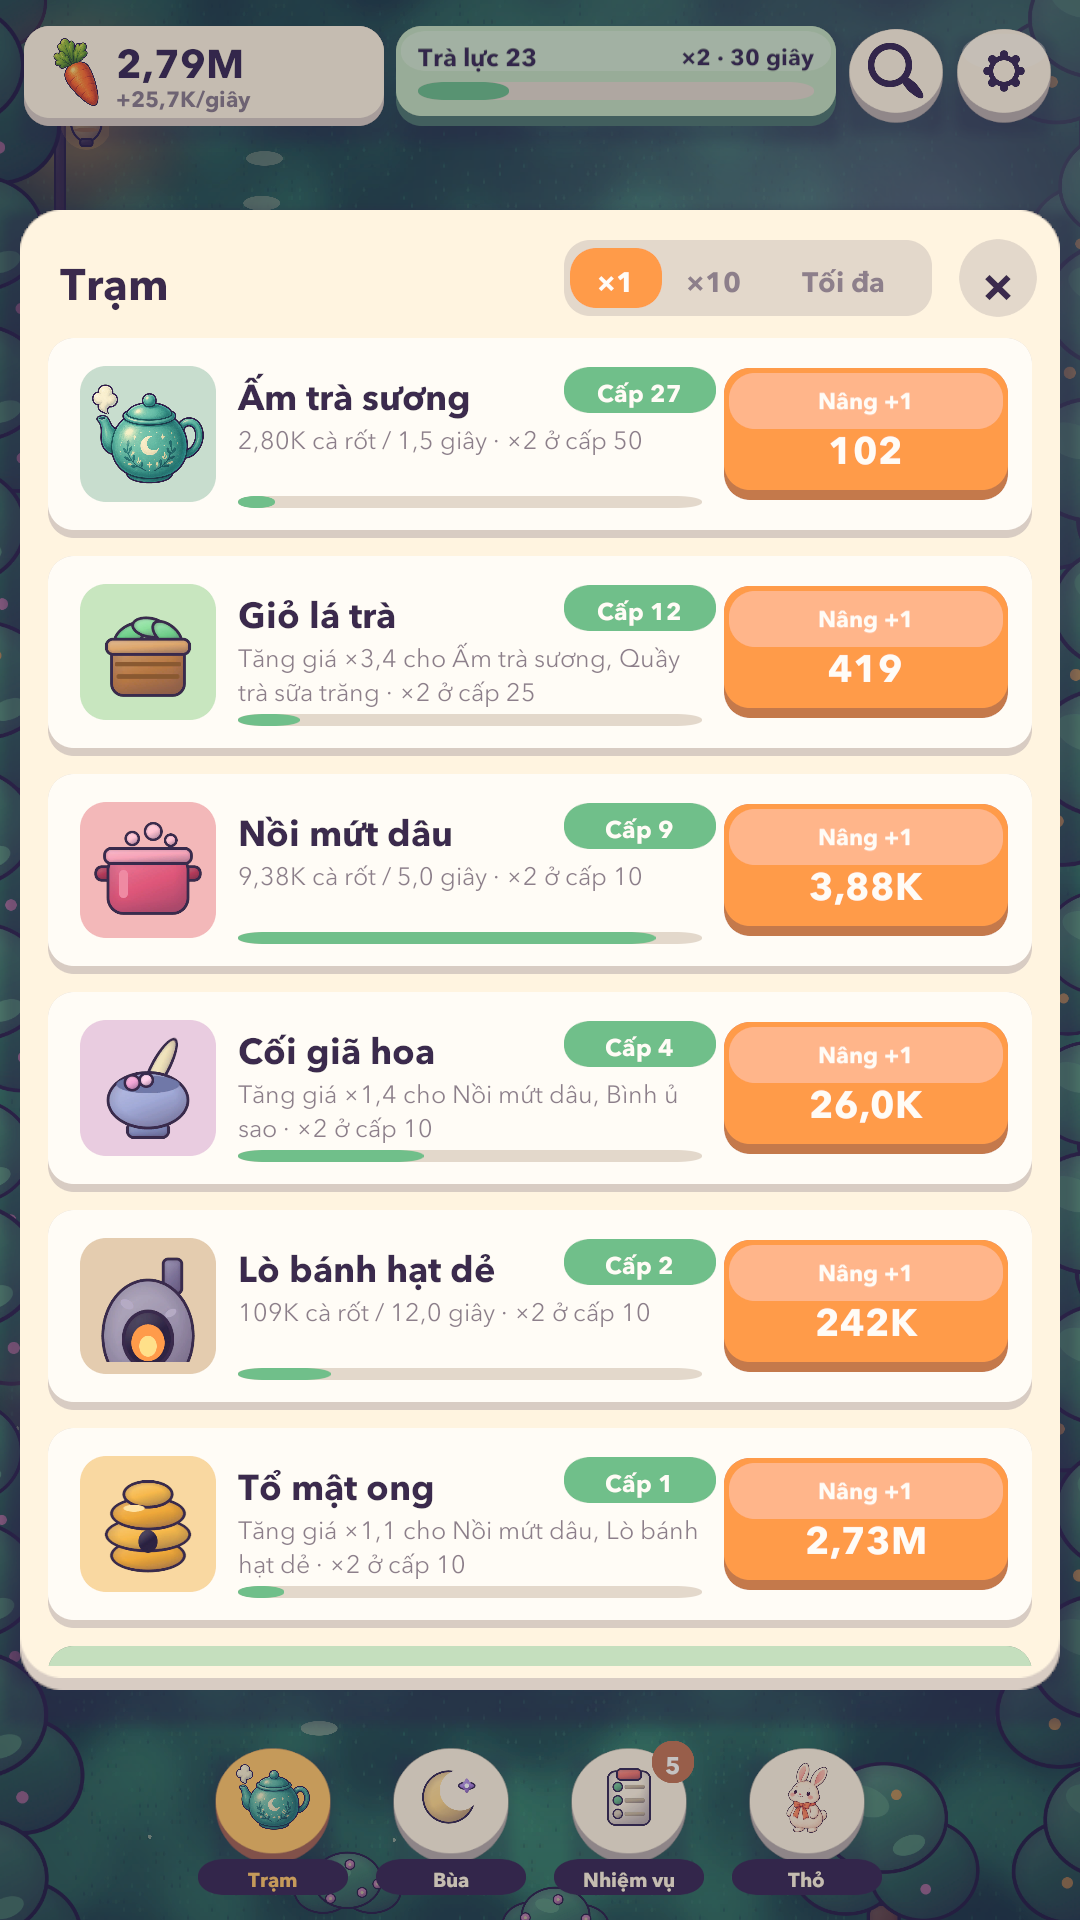 2,79M
+25,7K/giây
Trà lực 23
×2 · 30 giây
Trạm
×1
×10
Tối đa
×
Ấm trà sương
Cấp 27
2,80K cà rốt / 1,5 giây · ×2 ở cấp 50
Nâng +1
102
Giỏ lá trà
Cấp 12
Tăng giá ×3,4 cho Ấm trà sương, Quầy
trà sữa trăng · ×2 ở cấp 25
Nâng +1
419
Nồi mứt dâu
Cấp 9
9,38K cà rốt / 5,0 giây · ×2 ở cấp 10
Nâng +1
3,88K
Cối giã hoa
Cấp 4
Tăng giá ×1,4 cho Nồi mứt dâu, Bình ủ
sao · ×2 ở cấp 10
Nâng +1
26,0K
Lò bánh hạt dẻ
Cấp 2
109K cà rốt / 12,0 giây · ×2 ở cấp 10
Nâng +1
242K
Tổ mật ong
Cấp 1
Tăng giá ×1,1 cho Nồi mứt dâu, Lò bánh
hạt dẻ · ×2 ở cấp 10
Nâng +1
2,73M
5
Trạm
Bùa
Nhiệm vụ
Thỏ